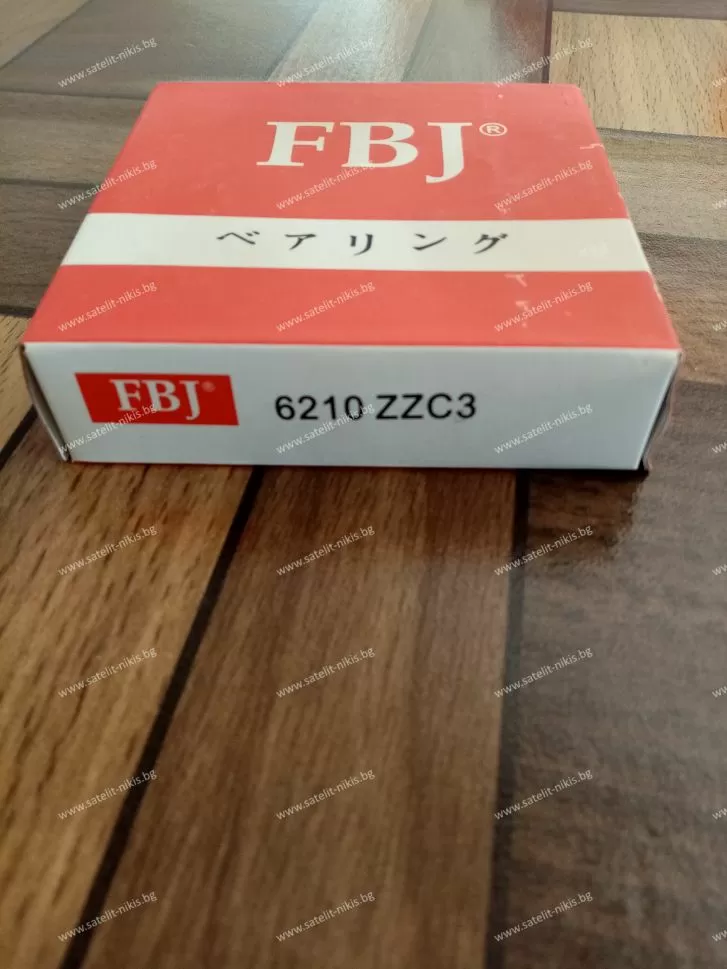 FBJ®
ベアリング
FBJ®
6210 ZZC3
www.satelit-nikis.bg